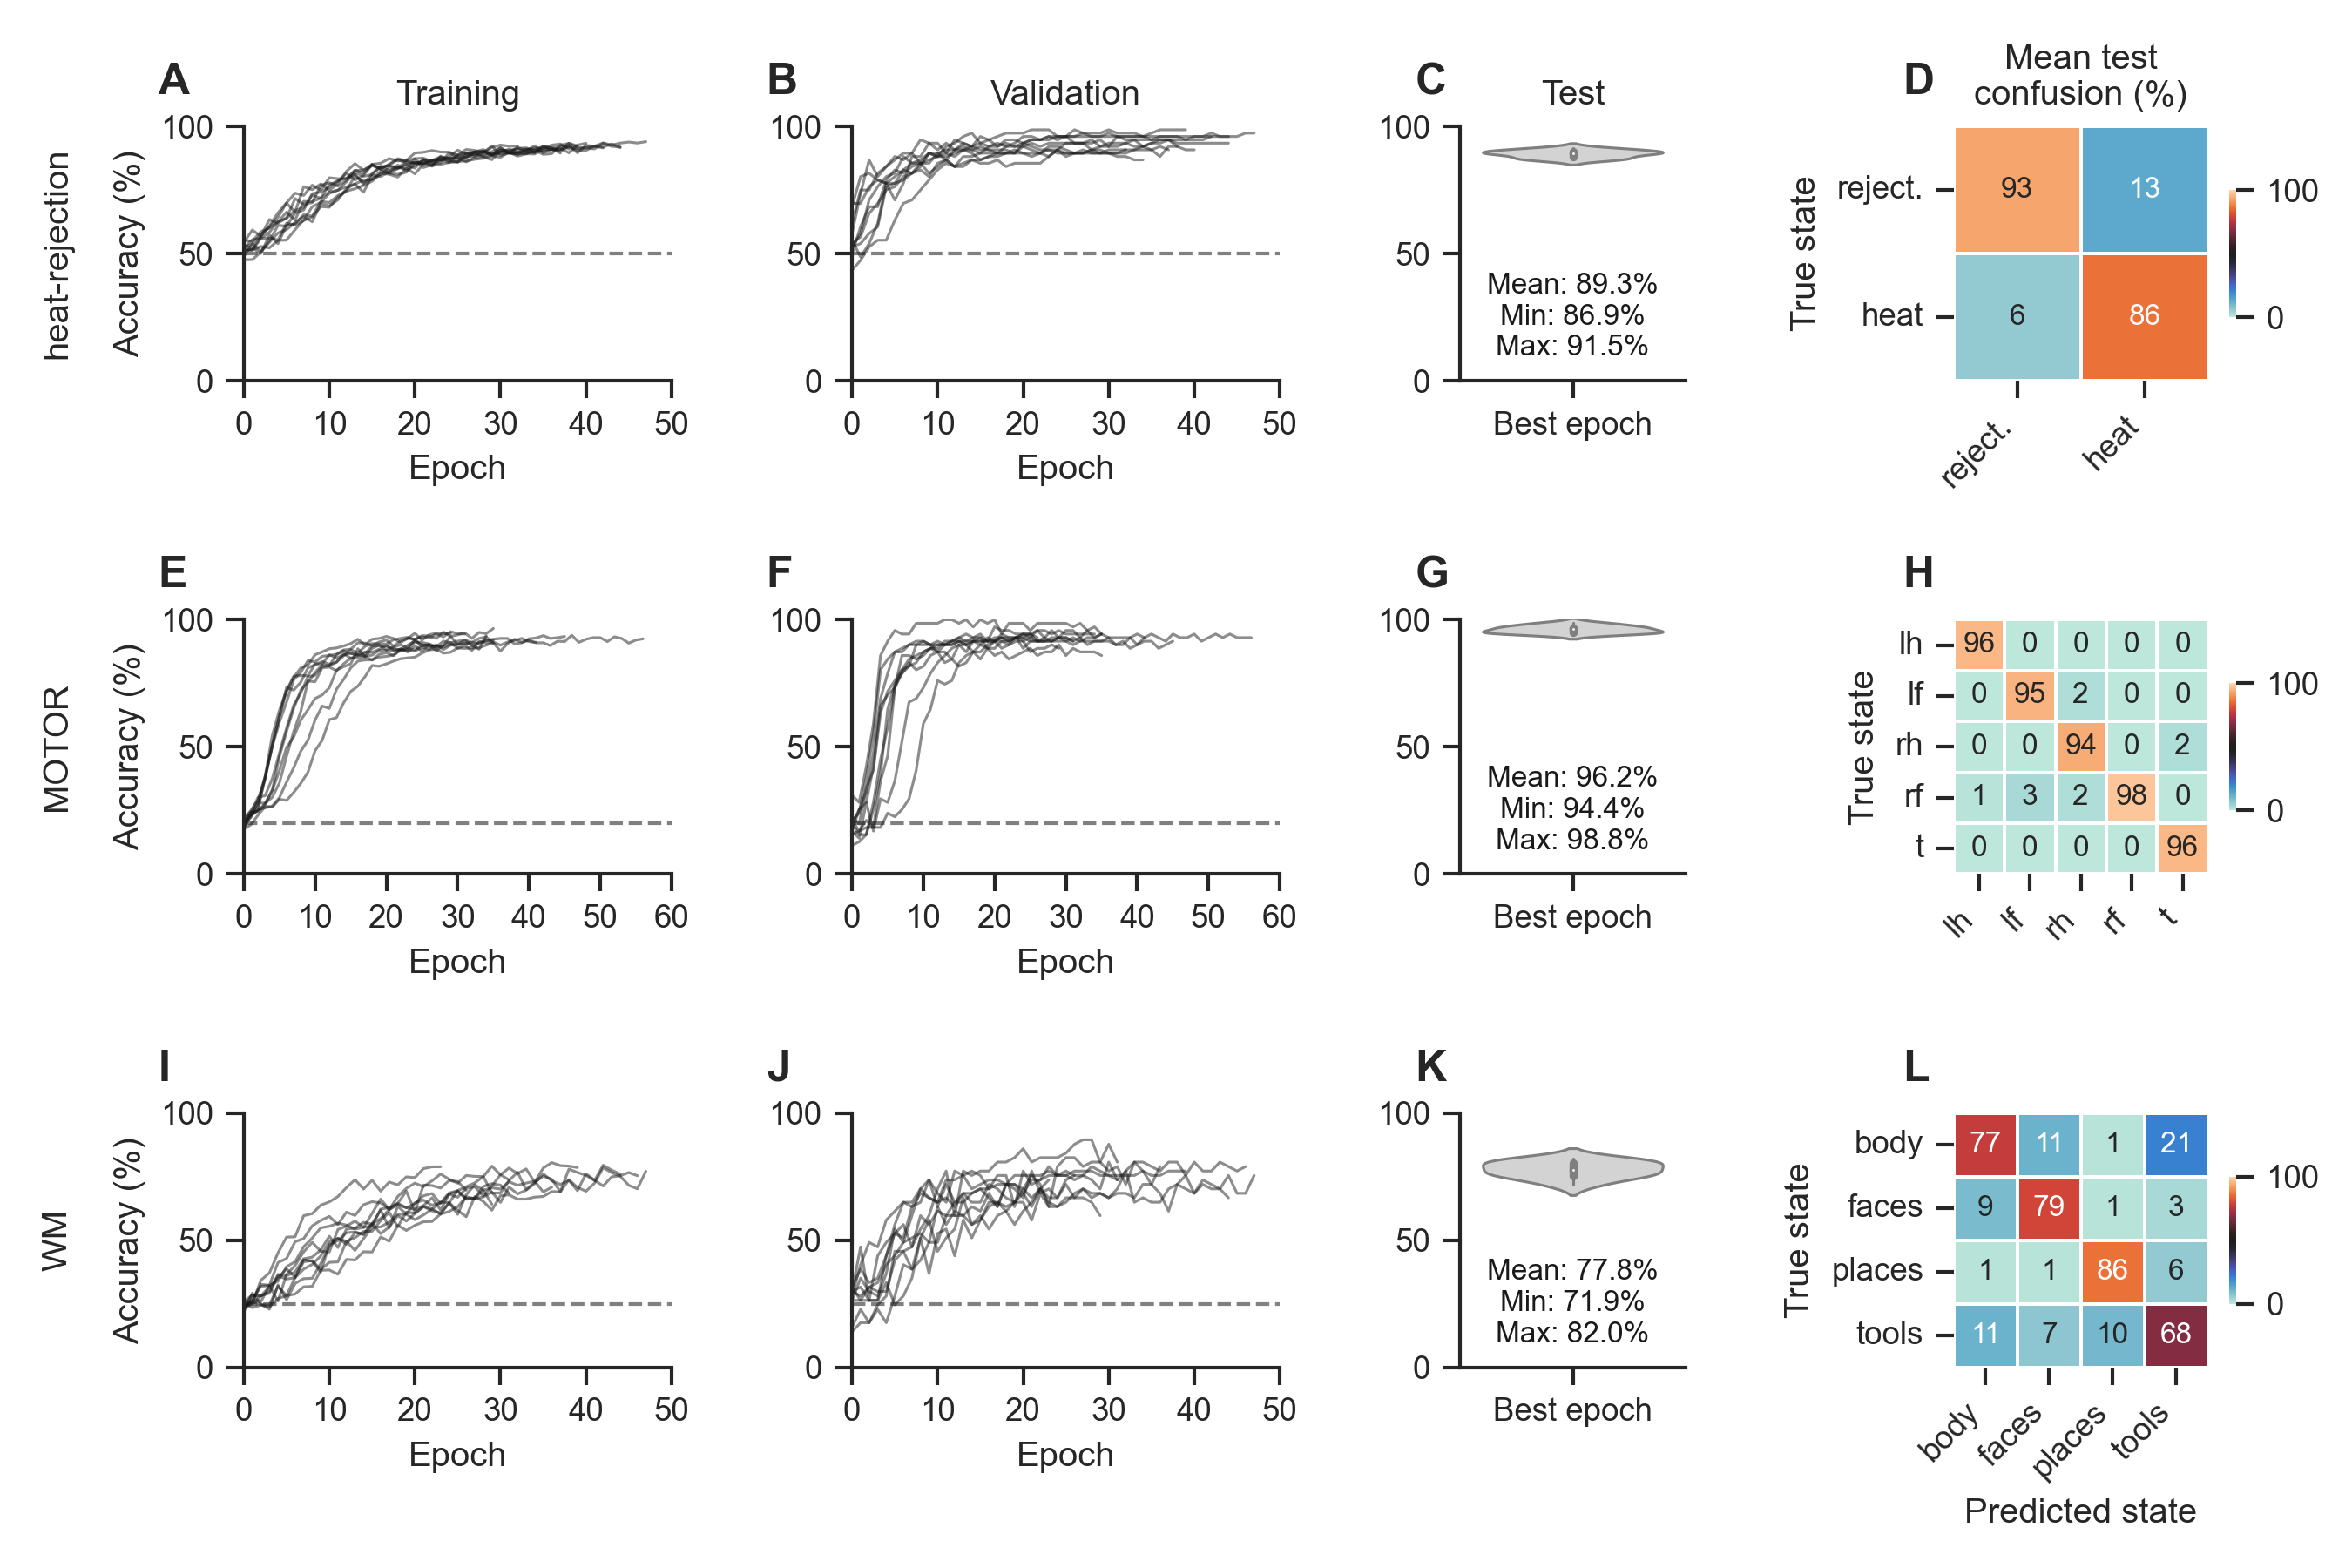 A
Training
B
Validation
C
Test
D
Mean test
confusion (%)
heat-rejection
Accuracy (%)
100
50
0
0 10 20 30 40 50
Epoch
100
50
0
0 10 20 30 40 50
Epoch
100
50
0
Mean: 89.3%
Min: 86.9%
Max: 91.5%
Best epoch
True state
reject. 93 13
heat 6 86
reject. heat
100
0
E
F
G
H
MOTOR
Accuracy (%)
100
50
0
0 10 20 30 40 50 60
Epoch
100
50
0
0 10 20 30 40 50 60
Epoch
100
50
0
Mean: 96.2%
Min: 94.4%
Max: 98.8%
Best epoch
True state
lh 96 0 0 0 0
lf 0 95 2 0 0
rh 0 0 94 0 2
rf 1 3 2 98 0
t 0 0 0 0 96
lh lf rh rf t
100
0
I
J
K
L
WM
Accuracy (%)
100
50
0
0 10 20 30 40 50
Epoch
100
50
0
0 10 20 30 40 50
Epoch
100
50
0
Mean: 77.8%
Min: 71.9%
Max: 82.0%
Best epoch
True state
body 77 11 1 21
faces 9 79 1 3
places 1 1 86 6
tools 11 7 10 68
body faces places tools
Predicted state
100
0